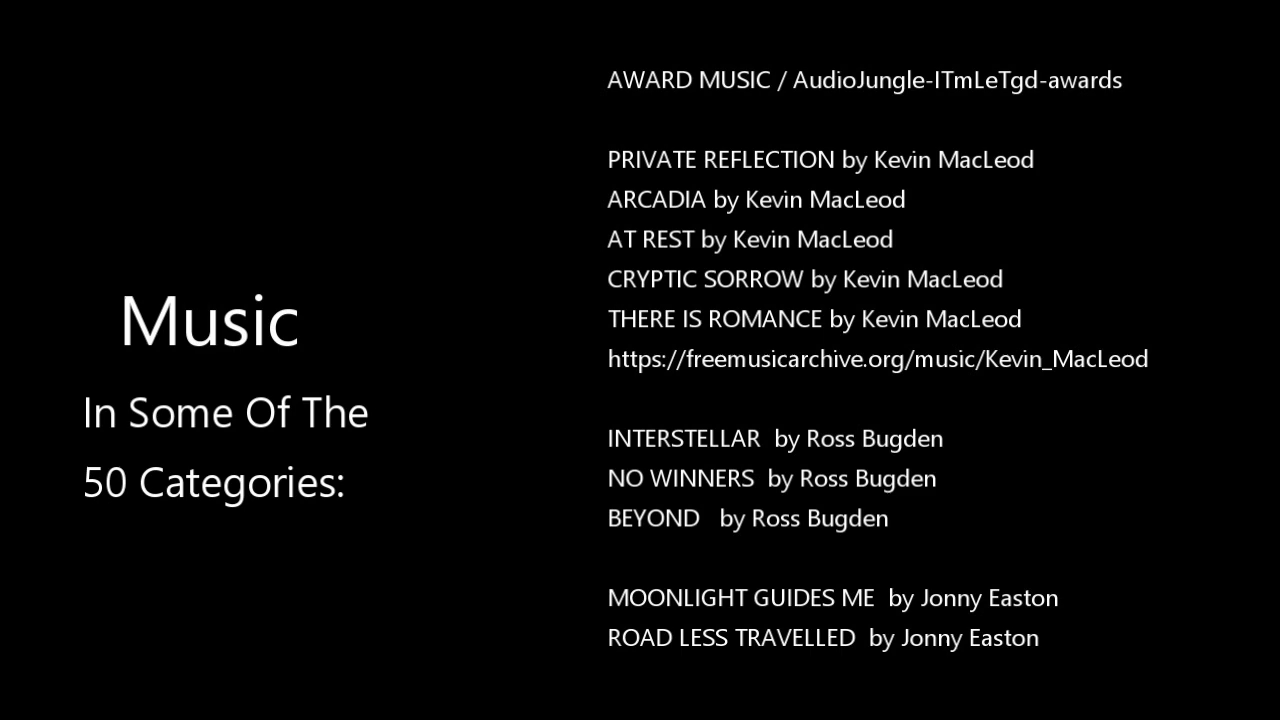 Music
In Some Of The
50 Categories:
AWARD MUSIC / AudioJungle-ITmLeTgd-awards
PRIVATE REFLECTION by Kevin MacLeod
ARCADIA by Kevin MacLeod
AT REST by Kevin MacLeod
CRYPTIC SORROW by Kevin MacLeod
THERE IS ROMANCE by Kevin MacLeod
https://freemusicarchive.org/music/Kevin_MacLeod
INTERSTELLAR  by Ross Bugden
NO WINNERS  by Ross Bugden
BEYOND   by Ross Bugden
MOONLIGHT GUIDES ME  by Jonny Easton
ROAD LESS TRAVELLED  by Jonny Easton